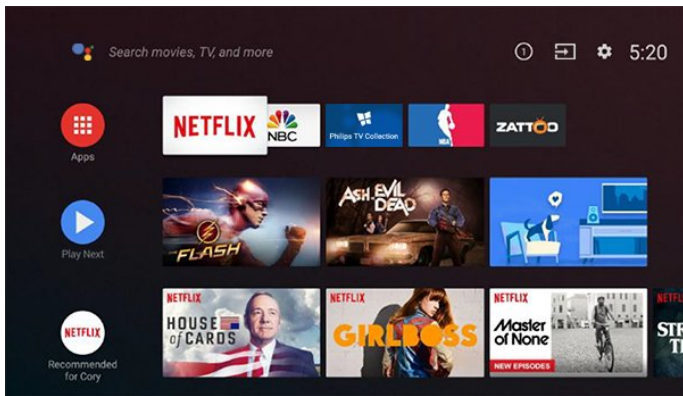 Search movies, TV, and more
1
5:20
Apps
NETFLIX
NBC
Philips TV Collection
NBA
ZATTOO
Play Next
THE FLASH
ASH vs EVIL DEAD
NETFLIX
Recommended
for Cory
NETFLIX
HOUSE
of CARDS
NETFLIX
GIRLBOSS
NETFLIX
Master
of None
NEW EPISODES
NETFLIX
STR
TH